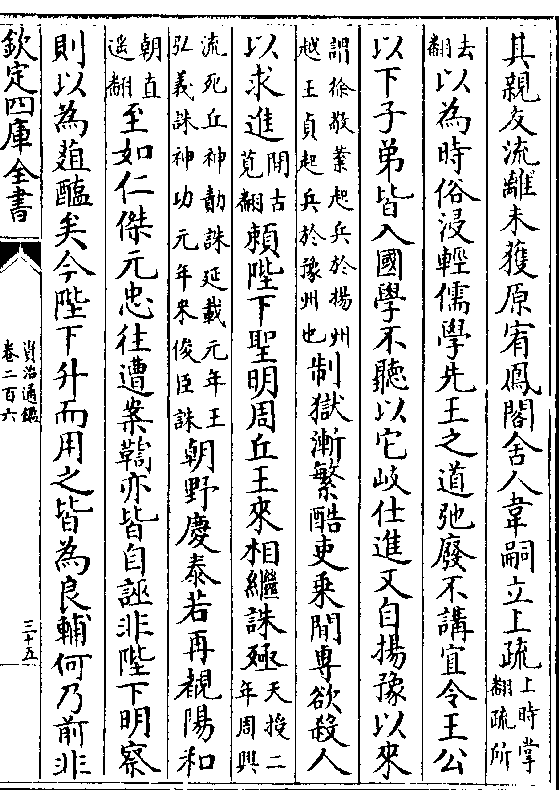 其親友流離未獲原宥鳳閣舍人韋嗣立上疏上時掌翻疏所
去翻以為時俗浸輕儒學先王之道弛廢不講宜令王公
以下子弟皆入國學不聽以它岐仕進又自揚豫以來
謂徐敬業起兵於揚州越王貞起兵於豫州也制獄漸繁酷吏乘間專欲殺人
以求進間古莧翻頼陛下聖明周丘王來相繼誅殛天授二年周興
流死丘神勣誅延載元年王弘義誅神功元年來俊臣誅朝野慶泰若再覩陽和
朝直遥翻至如仁傑元忠往遭案鞫亦皆自誣非陛下明察
則以為葅醢矣今陛下升而用之皆為良輔何乃前非
欽定四庫全書
資治通鑑
卷二百六
三十五